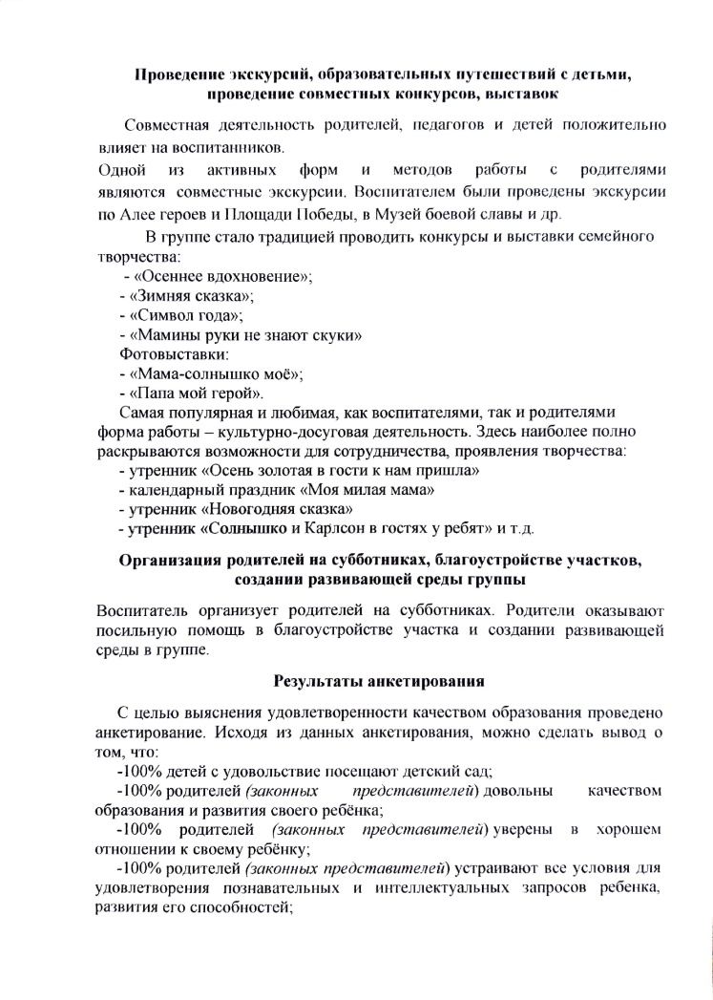 Проведение экскурсий, образовательных путешествий с детьми,
проведение совместных конкурсов, выставок
Совместная деятельность родителей, педагогов и детей положительно
влияет на воспитанников.
Одной из активных форм и методов работы с родителями
являются совместные экскурсии. Воспитателем были проведены экскурсии
по Алее героев и Площади Победы, в Музей боевой славы и др.
В группе стало традицией проводить конкурсы и выставки семейного
творчества:
- «Осеннее вдохновение»;
- «Зимняя сказка»;
- «Символ года»;
- «Мамины руки не знают скуки»
Фотовыставки:
- «Мама-солнышко моё»;
- «Папа мой герой».
Самая популярная и любимая, как воспитателями, так и родителями
форма работы – культурно-досуговая деятельность. Здесь наиболее полно
раскрываются возможности для сотрудничества, проявления творчества:
- утренник «Осень золотая в гости к нам пришла»
- календарный праздник «Моя милая мама»
- утренник «Новогодняя сказка»
- утренник «Солнышко и Карлсон в гостях у ребят» и т.д.
Организация родителей на субботниках, благоустройстве участков,
создании развивающей среды группы
Воспитатель организует родителей на субботниках. Родители оказывают
посильную помощь в благоустройстве участка и создании развивающей
среды в группе.
Результаты анкетирования
С целью выяснения удовлетворенности качеством образования проведено
анкетирование. Исходя из данных анкетирования, можно сделать вывод о
том, что:
-100% детей с удовольствие посещают детский сад;
-100% родителей (законных представителей) довольны качеством
образования и развития своего ребёнка;
-100% родителей (законных представителей) уверены в хорошем
отношении к своему ребёнку;
-100% родителей (законных представителей) устраивают все условия для
удовлетворения познавательных и интеллектуальных запросов ребенка,
развития его способностей;